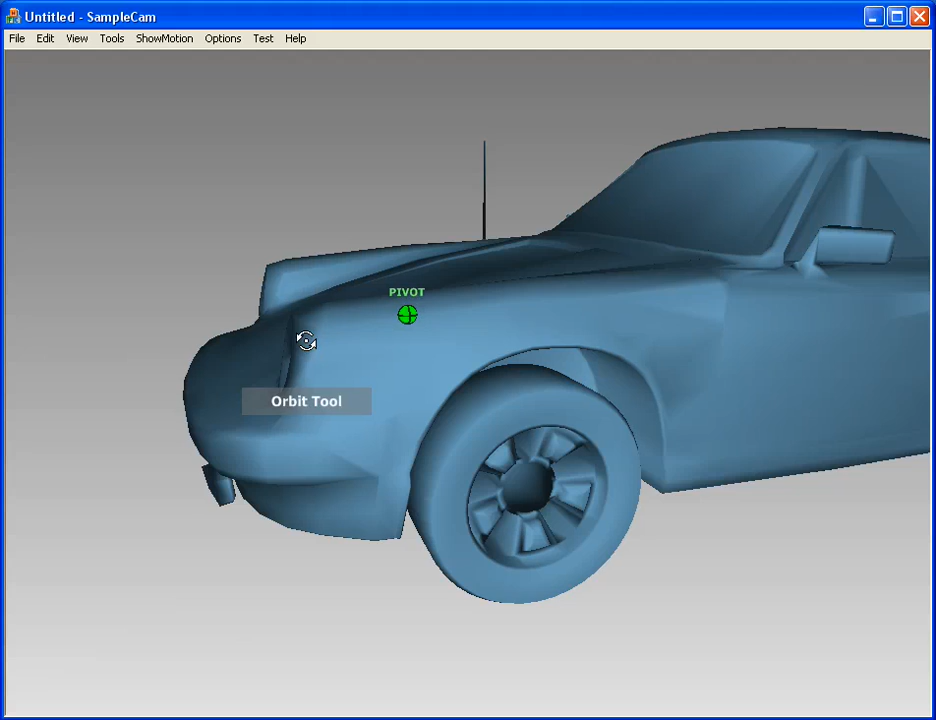 Untitled - SampleCam
File Edit View Tools ShowMotion Options Test Help
PIVOT
Orbit Tool